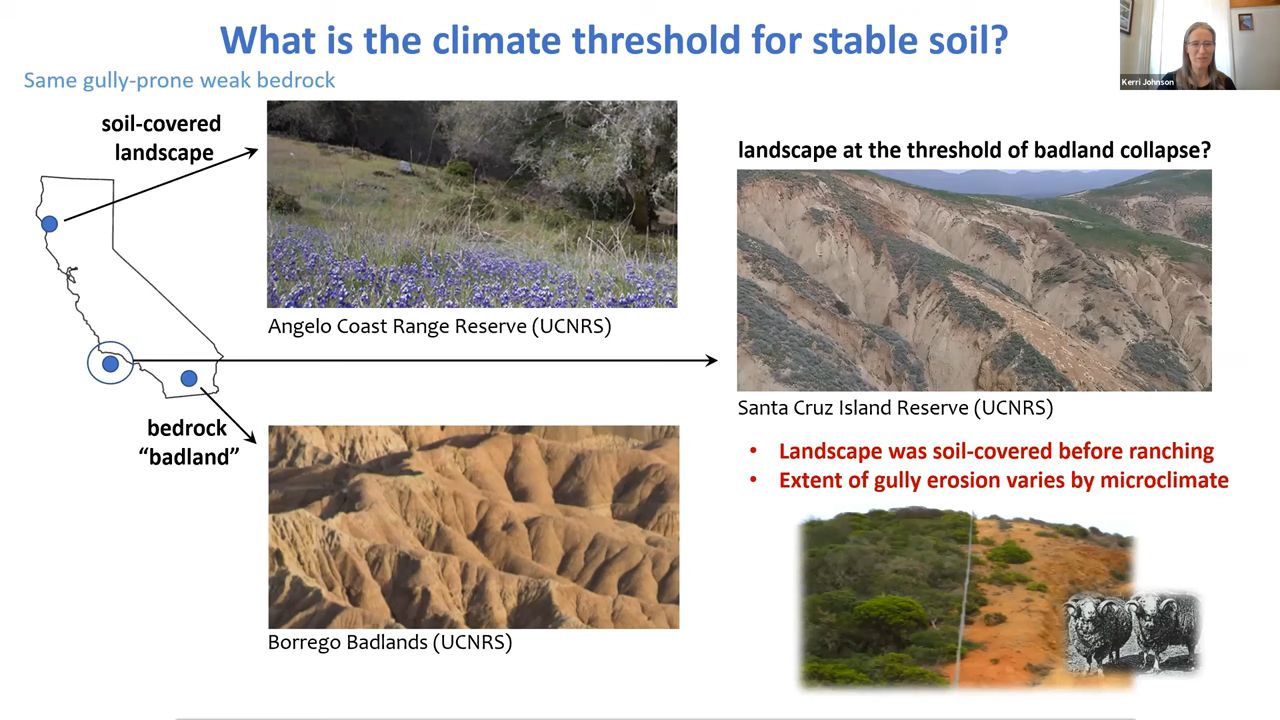 What is the climate threshold for stable soil?
Kerri Johnson
Same gully-prone weak bedrock
soil-covered
landscape
Angelo Coast Range Reserve (UCNRS)
bedrock
“badland”
Borrego Badlands (UCNRS)
landscape at the threshold of badland collapse?
Santa Cruz Island Reserve (UCNRS)
• Landscape was soil-covered before ranching
• Extent of gully erosion varies by microclimate